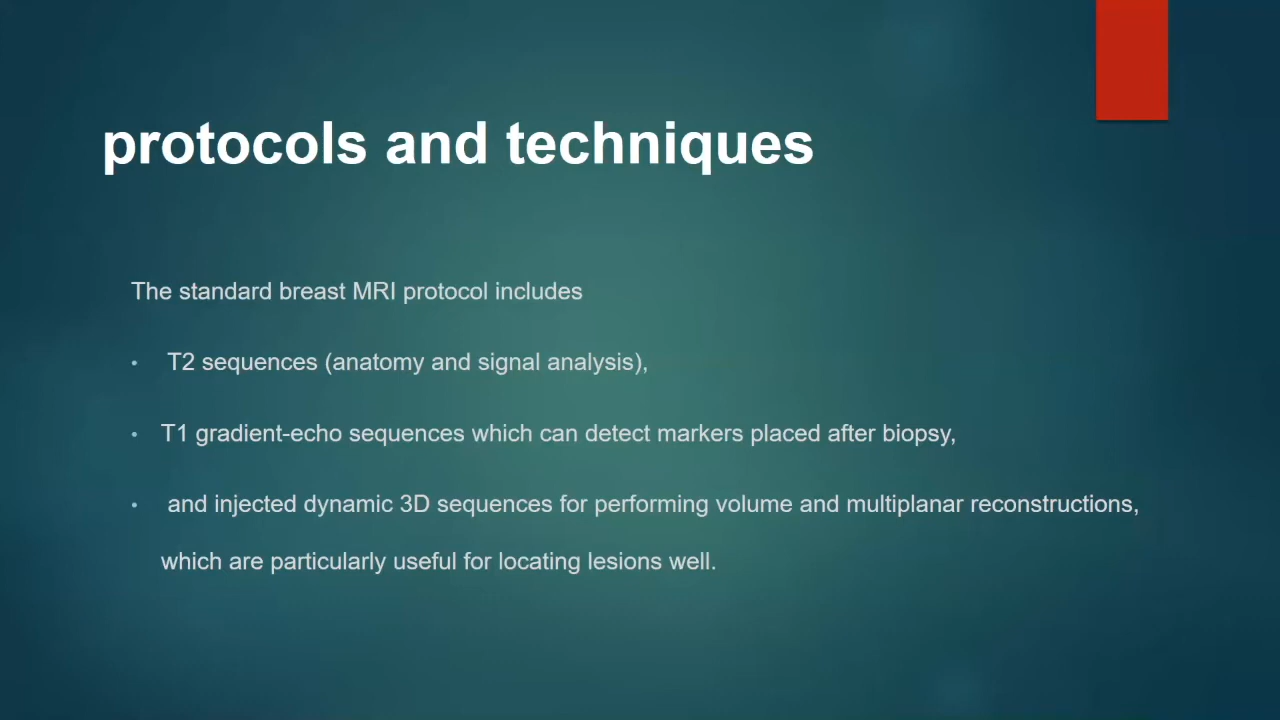 protocols and techniques
The standard breast MRI protocol includes
• T2 sequences (anatomy and signal analysis),
• T1 gradient-echo sequences which can detect markers placed after biopsy,
• and injected dynamic 3D sequences for performing volume and multiplanar reconstructions,
which are particularly useful for locating lesions well.